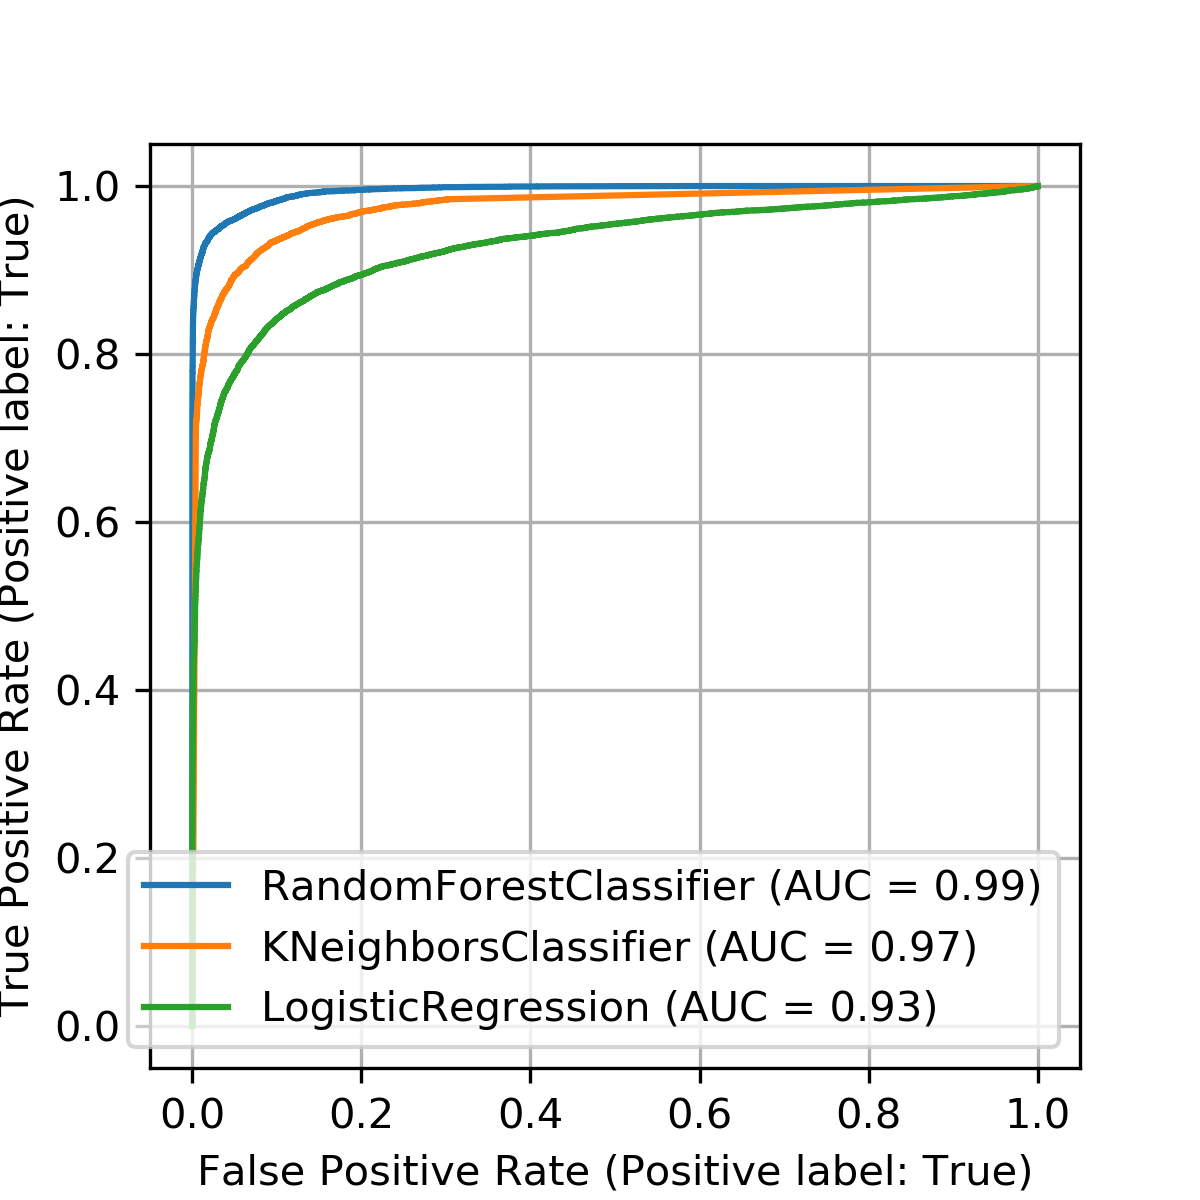 True Positive Rate (Positive label: True)
1.0
0.8
0.6
0.4
0.2
0.0
RandomForestClassifier (AUC = 0.99)
KNeighborsClassifier (AUC = 0.97)
LogisticRegression (AUC = 0.93)
0.0 0.2 0.4 0.6 0.8 1.0
False Positive Rate (Positive label: True)